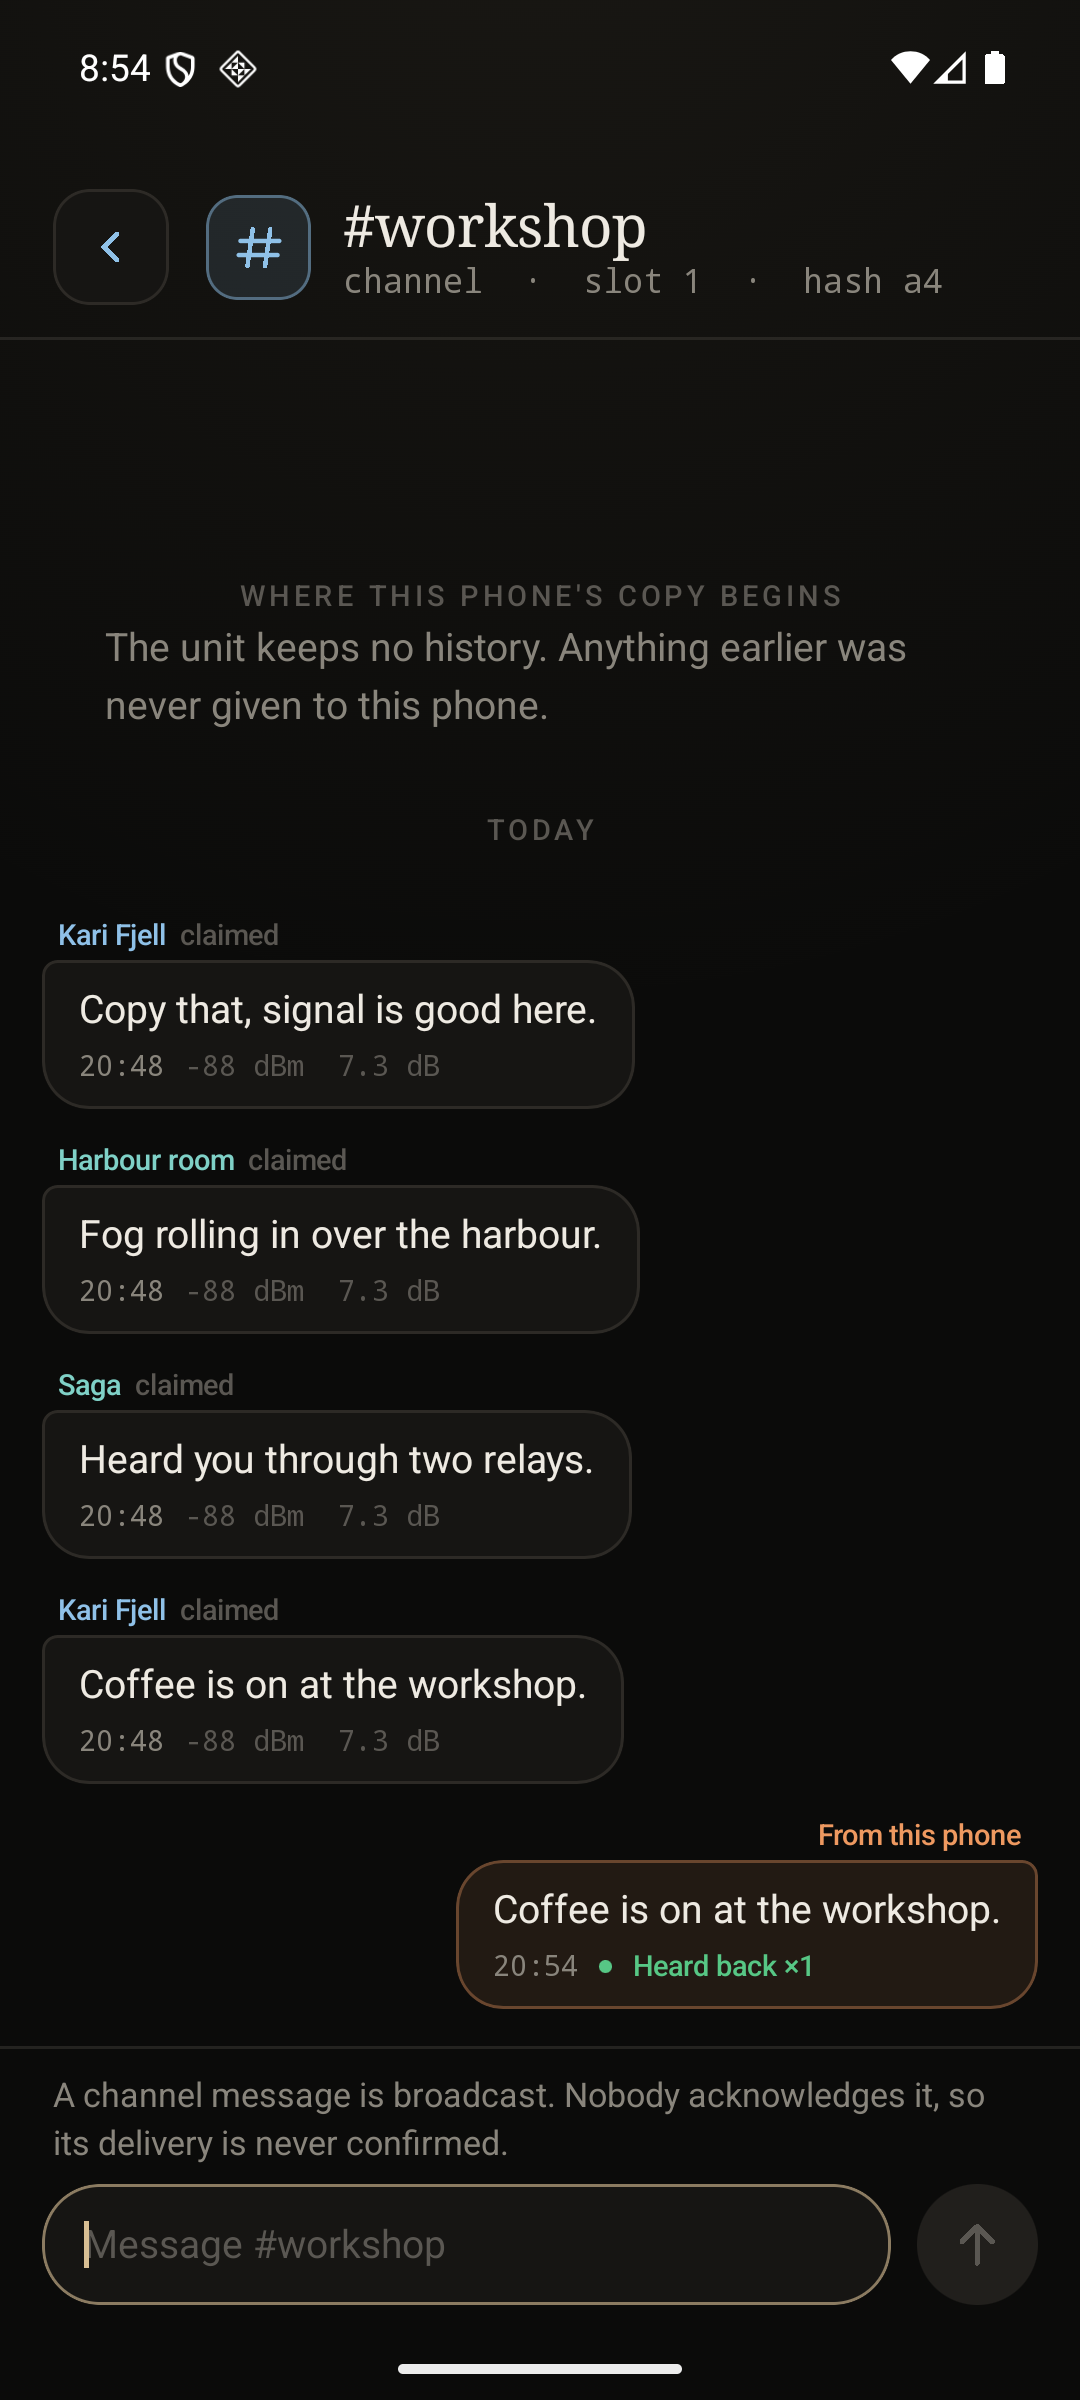 8:54
#workshop
channel · slot 1 · hash a4
WHERE THIS PHONE'S COPY BEGINS
The unit keeps no history. Anything earlier was
never given to this phone.
TODAY
Kari Fjell claimed
Copy that, signal is good here.
20:48 -88 dBm 7.3 dB
Harbour room claimed
Fog rolling in over the harbour.
20:48 -88 dBm 7.3 dB
Saga claimed
Heard you through two relays.
20:48 -88 dBm 7.3 dB
Kari Fjell claimed
Coffee is on at the workshop.
20:48 -88 dBm 7.3 dB
From this phone
Coffee is on at the workshop.
20:54 ● Heard back ×1
A channel message is broadcast. Nobody acknowledges it, so
its delivery is never confirmed.
Message #workshop